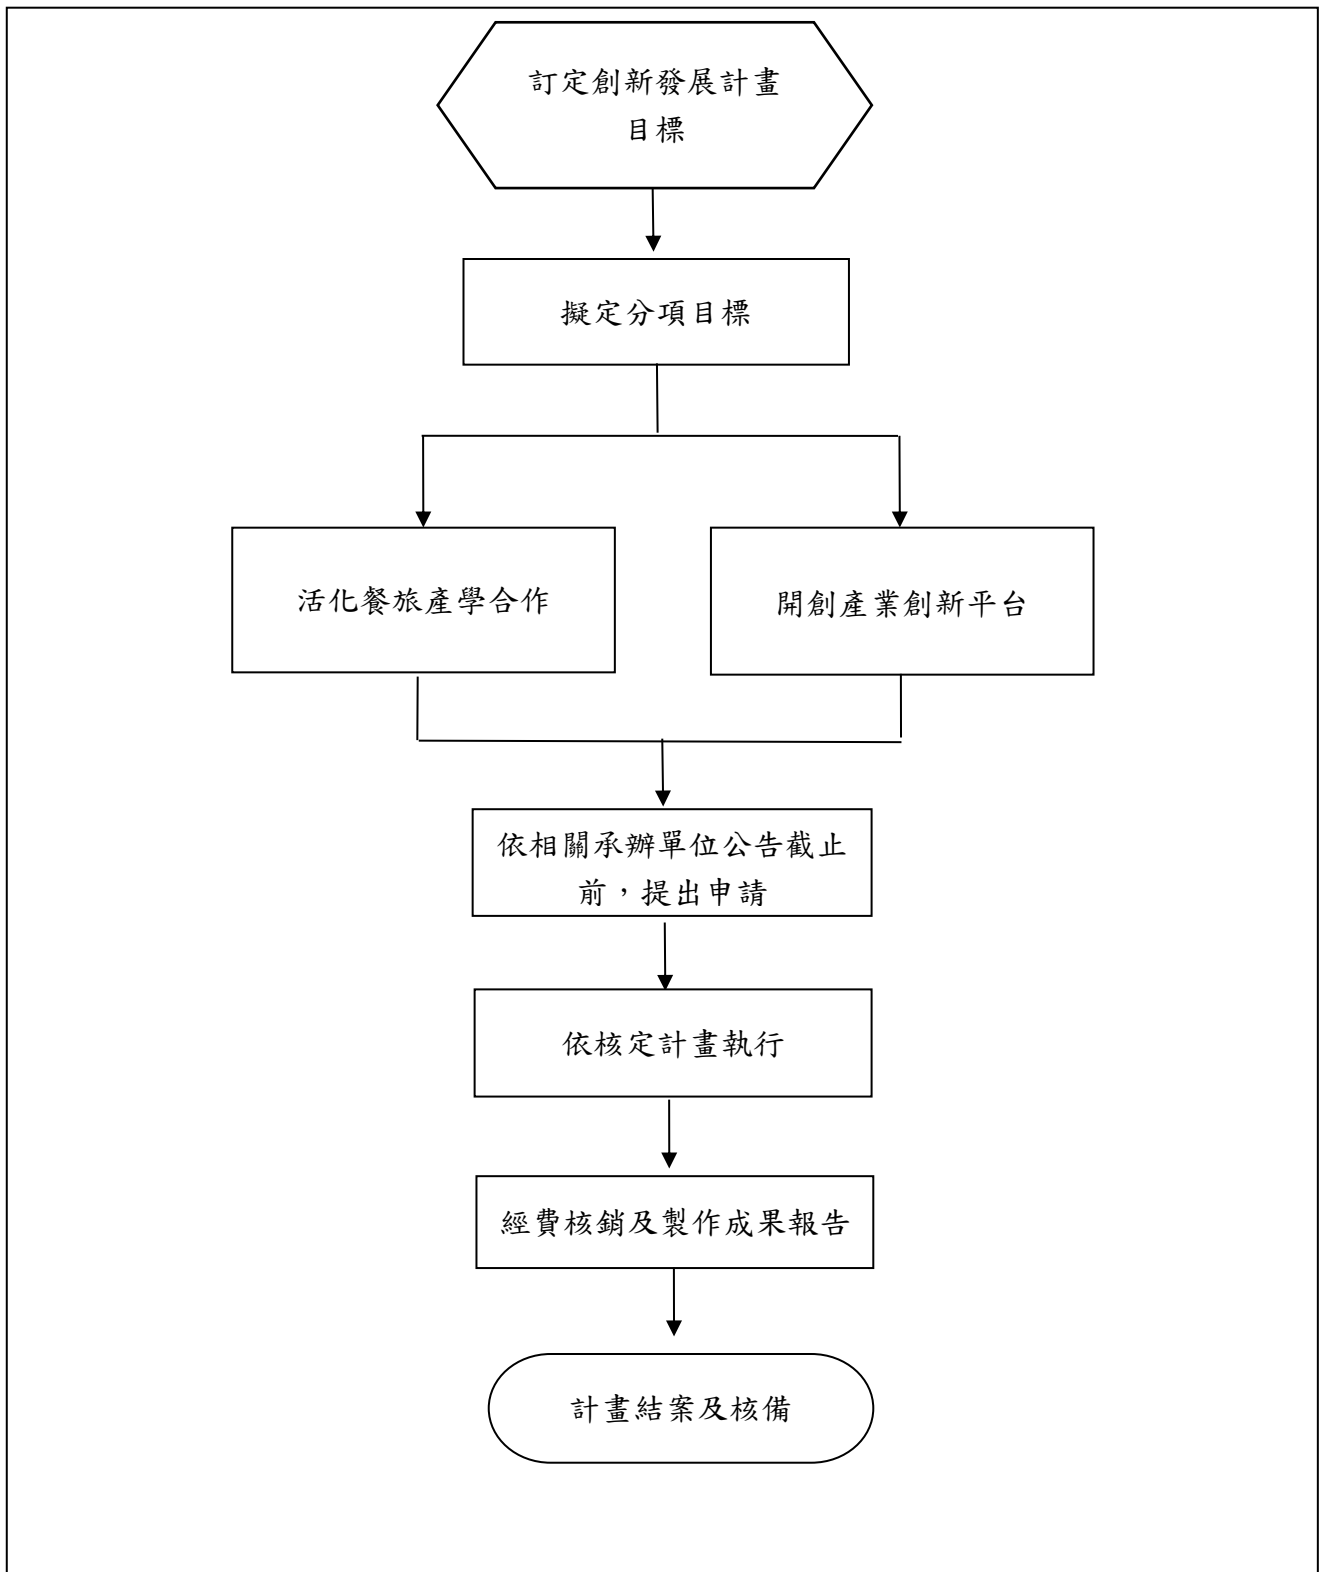 訂定創新發展計畫
目標
擬定分項目標
活化餐旅產學合作
開創產業創新平台
依相關承辦單位公告截止
前，提出申請
依核定計畫執行
經費核銷及製作成果報告
計畫結案及核備